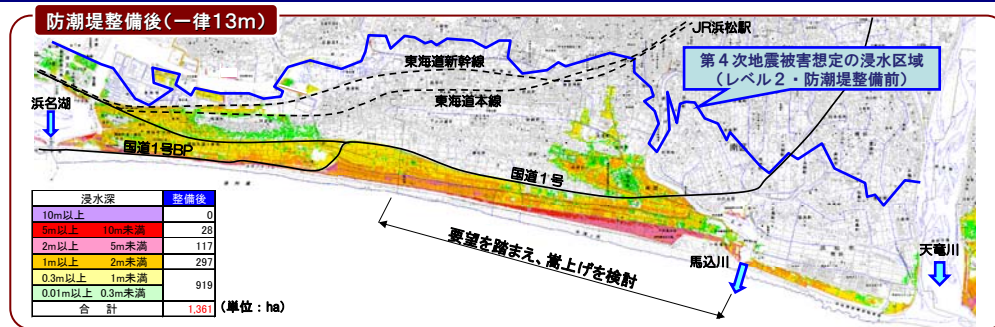 防潮堤整備後(一律13m)
JR浜松駅
東海道新幹線
第4次地震被害想定の浸水区域
(レベル2・防潮堤整備前)
東海道本線
浜名湖
国道1号BP
国道1号
浸水深 整備後
10m以上 0
5m以上 10m未満 28
2m以上 5m未満 117
1m以上 2m未満 297
0.3m以上 1m未満 919
0.01m以上 0.3m未満
合 計 1,361 (単位:ha)
要望を踏まえ、嵩上げを検討
馬込川
天竜川